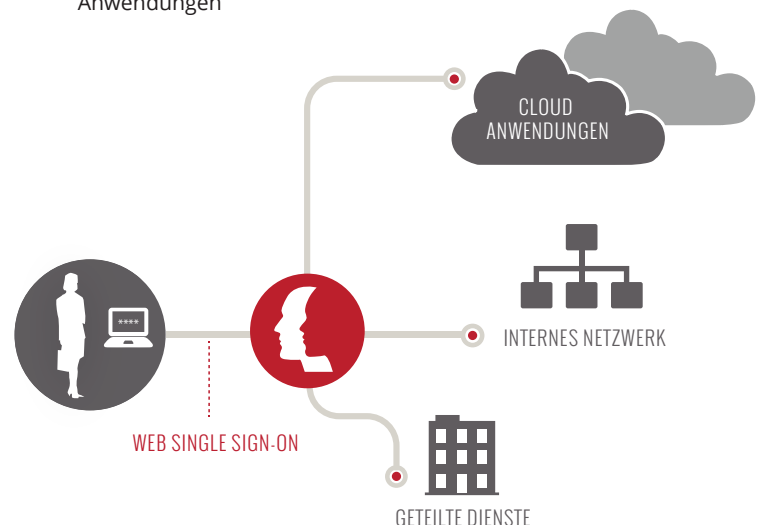 Anwendungen
CLOUD
ANWENDUNGEN
****
INTERNES NETZWERK
WEB SINGLE SIGN-ON
GETEILTE DIENSTE